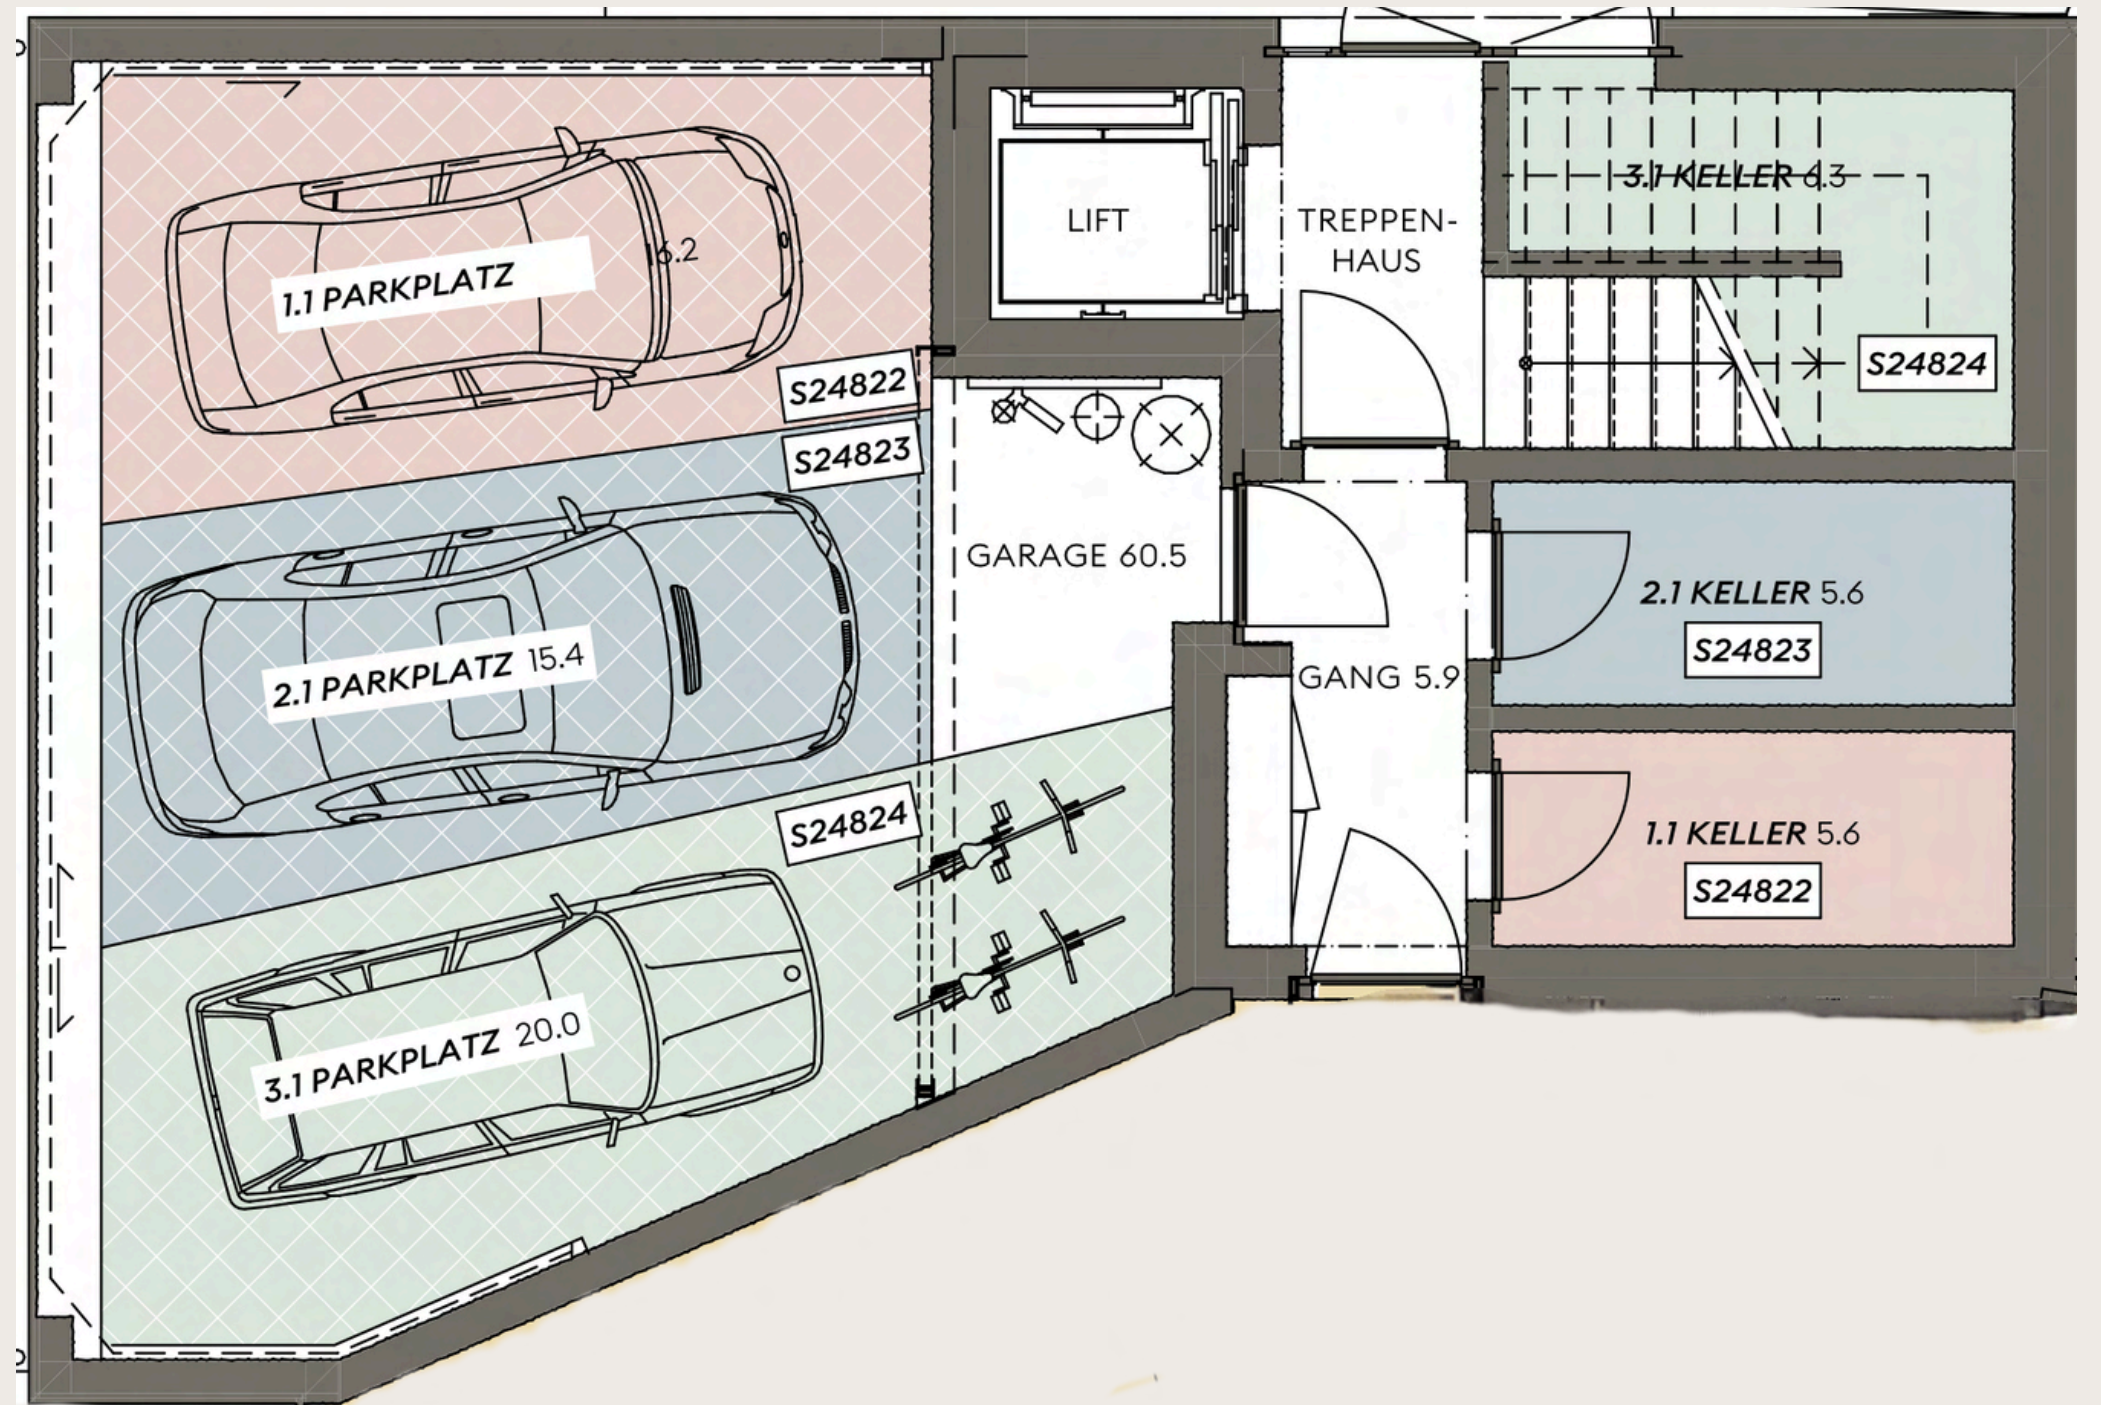 3.1 KELLER 6.3
LIFT
TREPPEN-
HAUS
16.2
1.1 PARKPLATZ
S24822
S24824
S24823
GARAGE 60.5
2.1 KELLER 5.6
S24823
GANG 5.9
2.1 PARKPLATZ 15.4
S24824
1.1 KELLER 5.6
S24822
3.1 PARKPLATZ 20.0